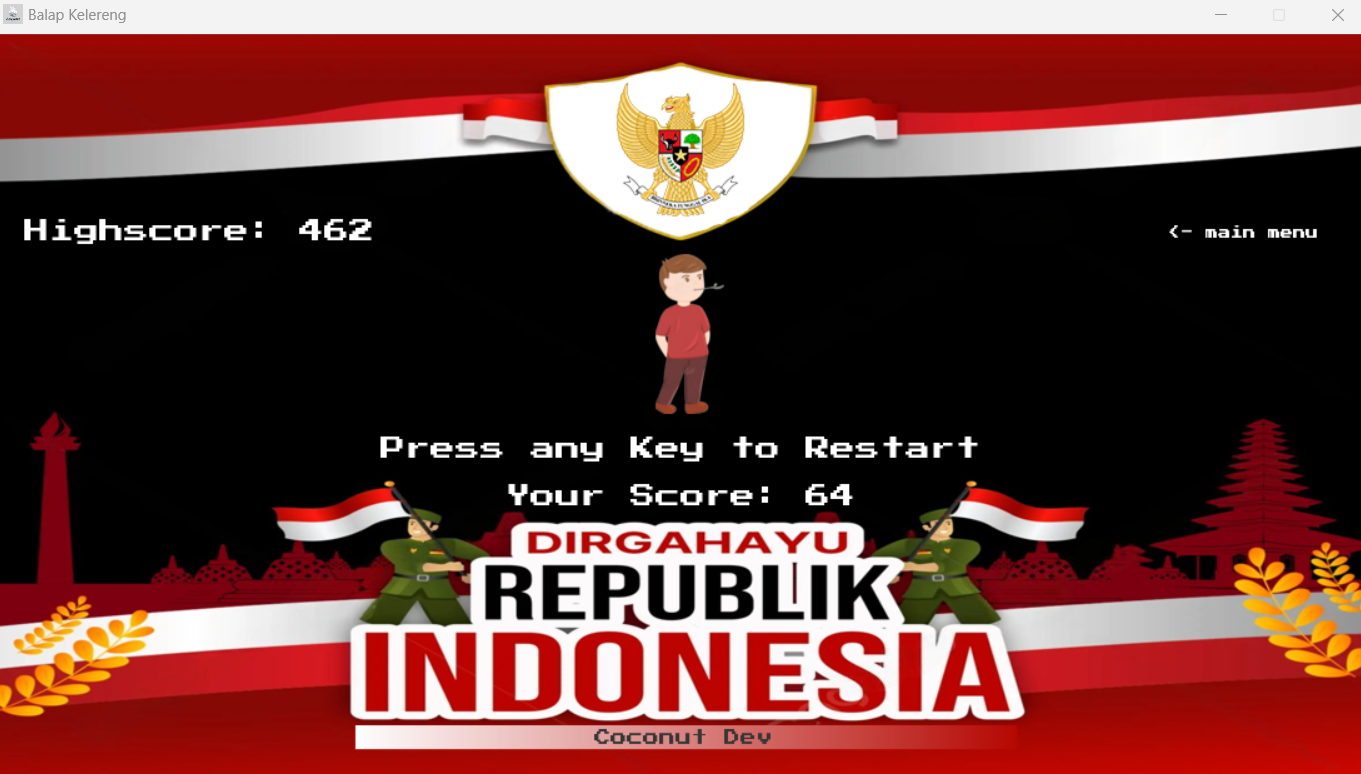 Balap Kelereng
Highscore: 462
<- main menu
Press any Key to Restart
Your Score: 64
DIRGAHAYU
REPUBLIK
INDONESIA
Coconut Dev